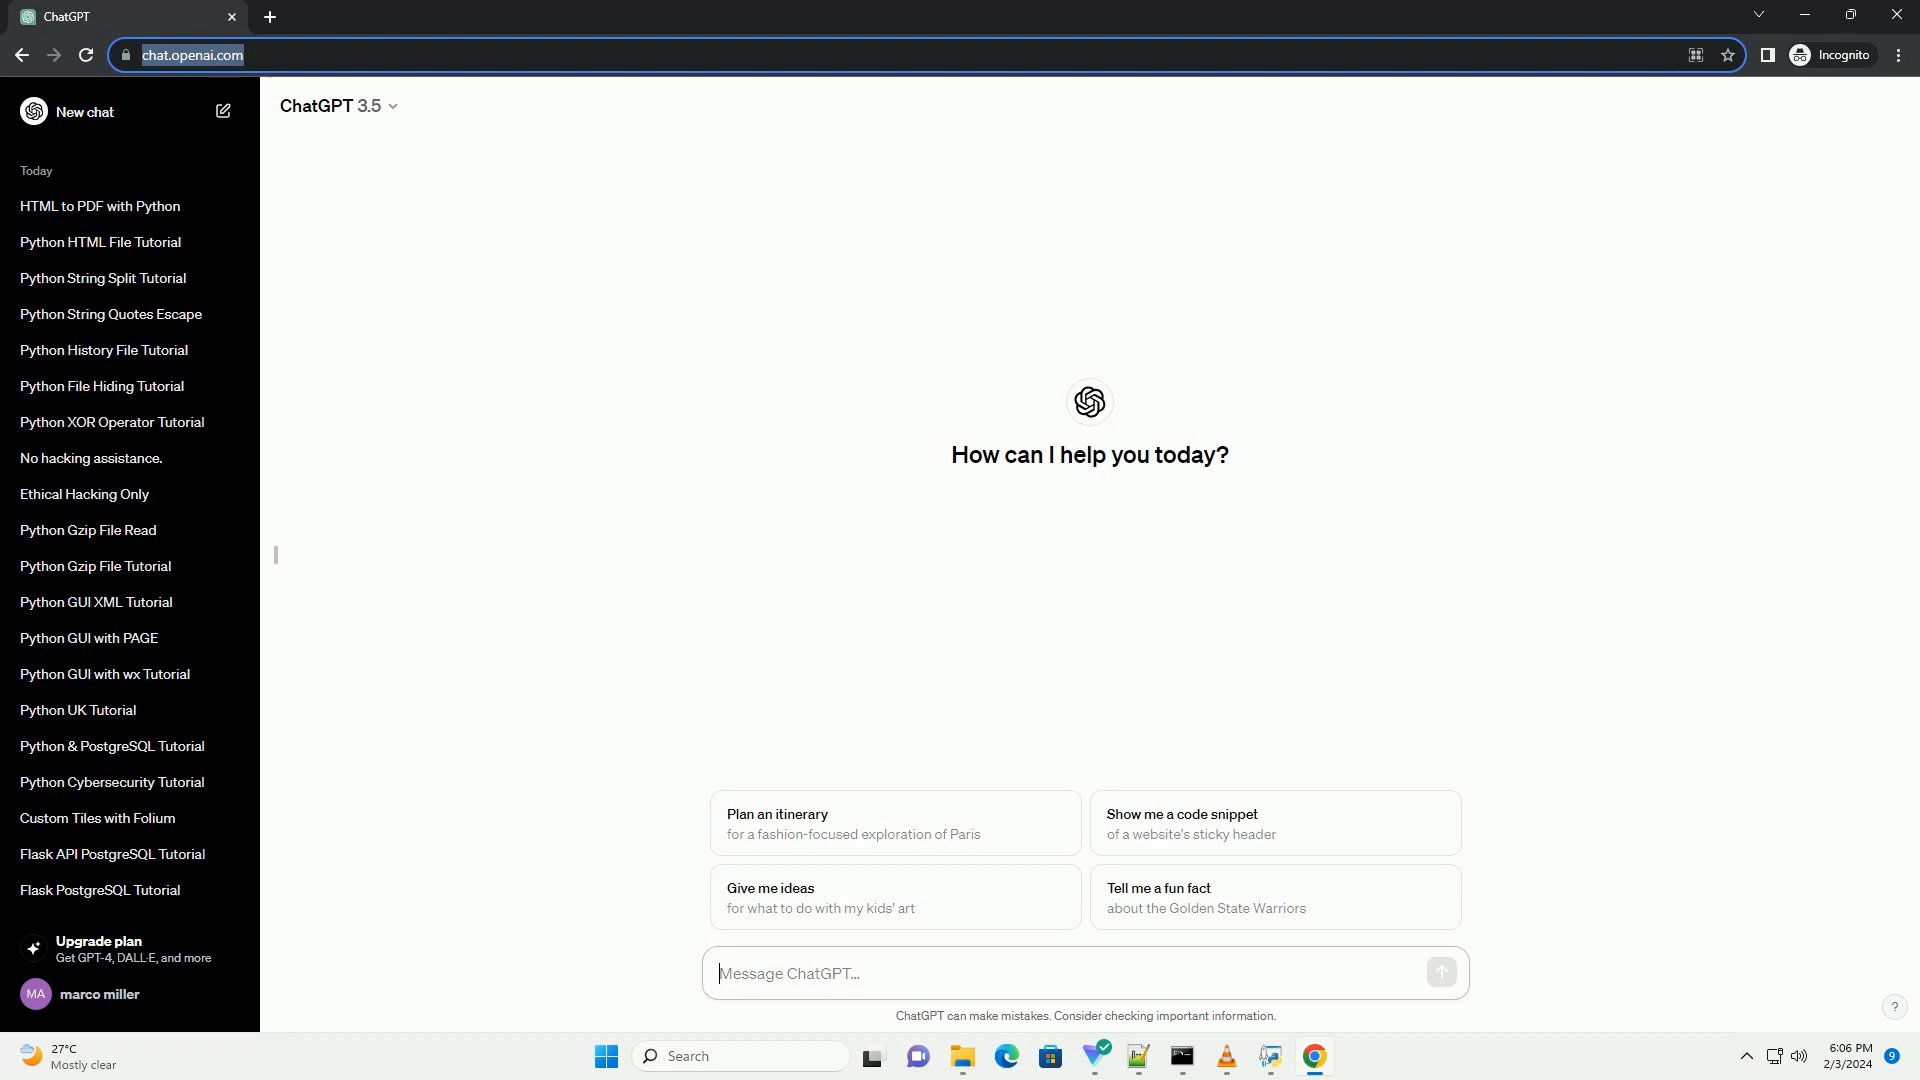 ChatGPT
chat.openai.com
Incognito
New chat
ChatGPT 3.5
Today
HTML to PDF with Python
Python HTML File Tutorial
Python String Split Tutorial
Python String Quotes Escape
Python History File Tutorial
Python File Hiding Tutorial
Python XOR Operator Tutorial
No hacking assistance.
Ethical Hacking Only
Python Gzip File Read
Python Gzip File Tutorial
Python GUI XML Tutorial
Python GUI with PAGE
Python GUI with wx Tutorial
Python UK Tutorial
Python & PostgreSQL Tutorial
Python Cybersecurity Tutorial
Custom Tiles with Folium
Flask API PostgreSQL Tutorial
Flask PostgreSQL Tutorial
Upgrade plan
Get GPT-4, DALL·E, and more
MA marco miller
How can I help you today?
Plan an itinerary
for a fashion-focused exploration of Paris
Show me a code snippet
of a website's sticky header
Give me ideas
for what to do with my kids' art
Tell me a fun fact
about the Golden State Warriors
Message ChatGPT...
ChatGPT can make mistakes. Consider checking important information.
?
27°C
Mostly clear
Search
6:06 PM
2/3/2024
9